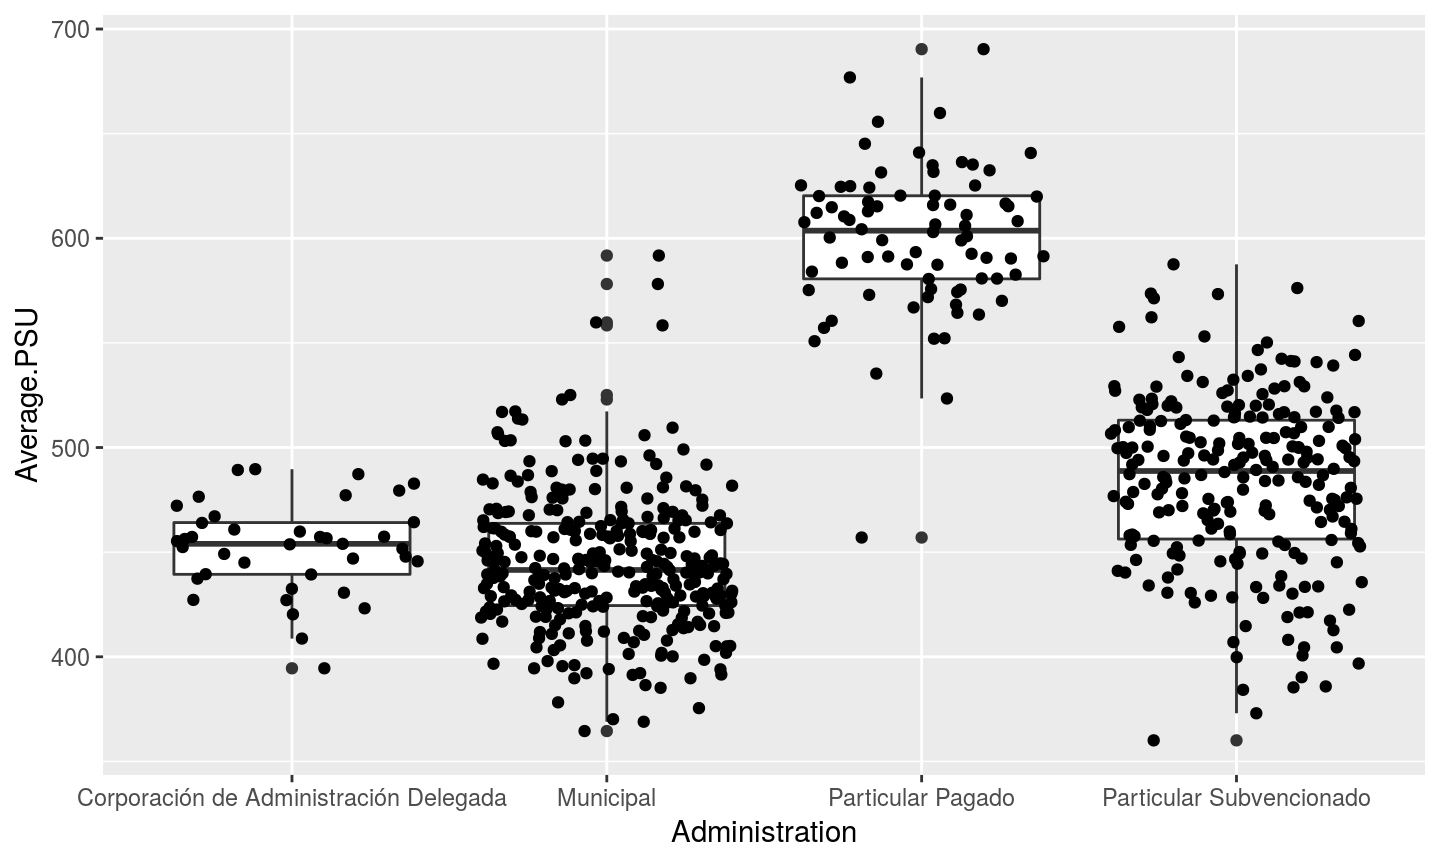 700
600
500
400
Average.PSU
Corporación de Administración Delegada
Municipal
Particular Pagado
Particular Subvencionado
Administration